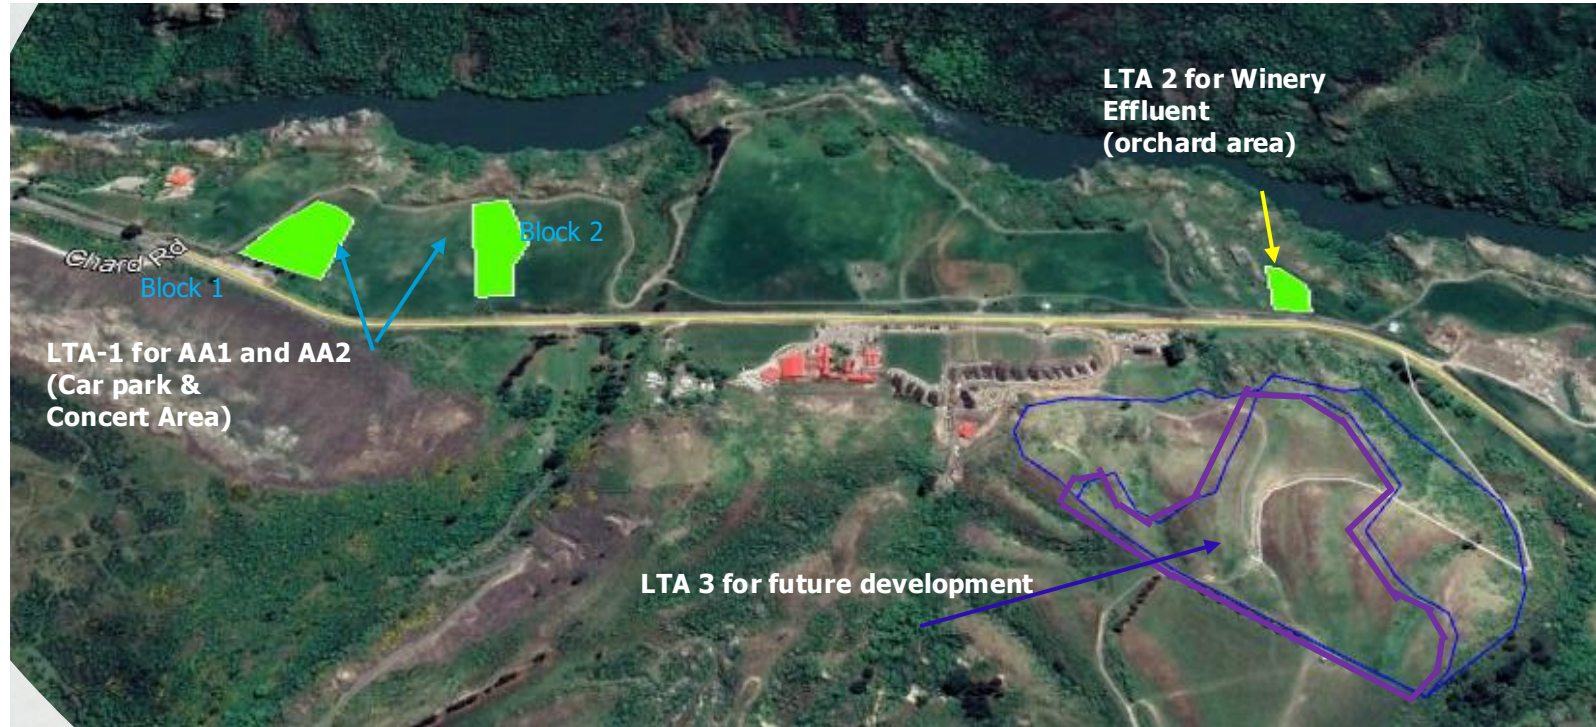 LTA 2 for Winery
Effluent
(orchard area)
Block 2
Chard Rd
Block 1
LTA-1 for AA1 and AA2
(Car park &
Concert Area)
LTA 3 for future development